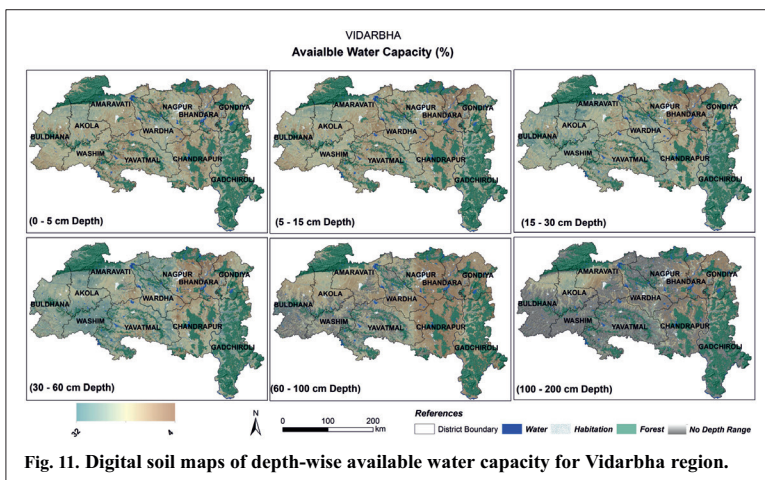 VIDARBHA
Avaialble Water Capacity (%)
AMARAVATI
NAGPUR
GONDIYA
BHANDARA
AKOLA
WARDHA
BULDHANA
WASHIM
YAVATMAL
CHANDRAPUR
GADCHIROLI
(0 - 5 cm Depth)
AMARAVATI
NAGPUR
GONDIYA
BHANDARA
AKOLA
WARDHA
BULDHANA
WASHIM
YAVATMAL
CHANDRAPUR
GADCHIROLI
(5 - 15 cm Depth)
AMARAVATI
NAGPUR
GONDIYA
BHANDARA
AKOLA
WARDHA
BULDHANA
WASHIM
YAVATMAL
CHANDRAPUR
GADCHIROLI
(15 - 30 cm Depth)
AMARAVATI
NAGPUR
GONDIYA
BHANDARA
AKOLA
WARDHA
BULDHANA
WASHIM
YAVATMAL
CHANDRAPUR
GADCHIROLI
(30 - 60 cm Depth)
AMARAVATI
NAGPUR
GONDIYA
BHANDARA
AKOLA
WARDHA
BULDHANA
WASHIM
YAVATMAL
CHANDRAPUR
GADCHIROLI
(60 - 100 cm Depth)
AMARAVATI
NAGPUR
GONDIYA
BHANDARA
AKOLA
WARDHA
BULDHANA
WASHIM
YAVATMAL
CHANDRAPUR
GADCHIROLI
(100 - 200 cm Depth)
32 4
N
0 100 200
km
References
District Boundary Water Habitation Forest No Depth Range
Fig. 11. Digital soil maps of depth-wise available water capacity for Vidarbha region.